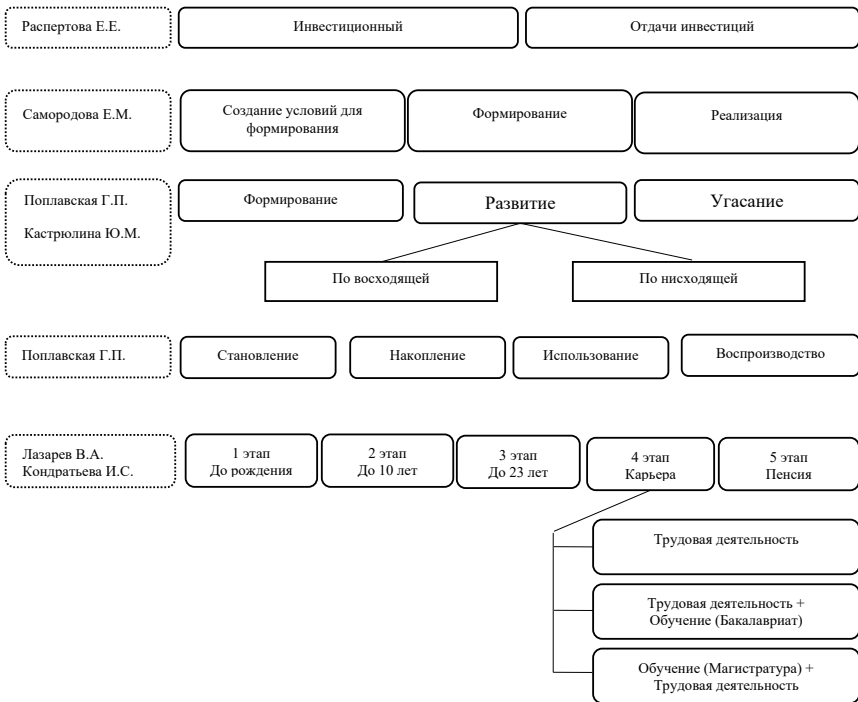 Распертова Е.Е.
Инвестиционный
Отдачи инвестиций
Самородова Е.М.
Создание условий для
формирования
Формирование
Реализация
Поплавская Г.П.
Кастрюлина Ю.М.
Формирование
Развитие
Угасание
По восходящей
По нисходящей
Поплавская Г.П.
Становление
Накопление
Использование
Воспроизводство
Лазарев В.А.
Кондратьева И.С.
1 этап
До рождения
2 этап
До 10 лет
3 этап
До 23 лет
4 этап
Карьера
5 этап
Пенсия
Трудовая деятельность
Трудовая деятельность +
Обучение (Бакалавриат)
Обучение (Магистратура) +
Трудовая деятельность